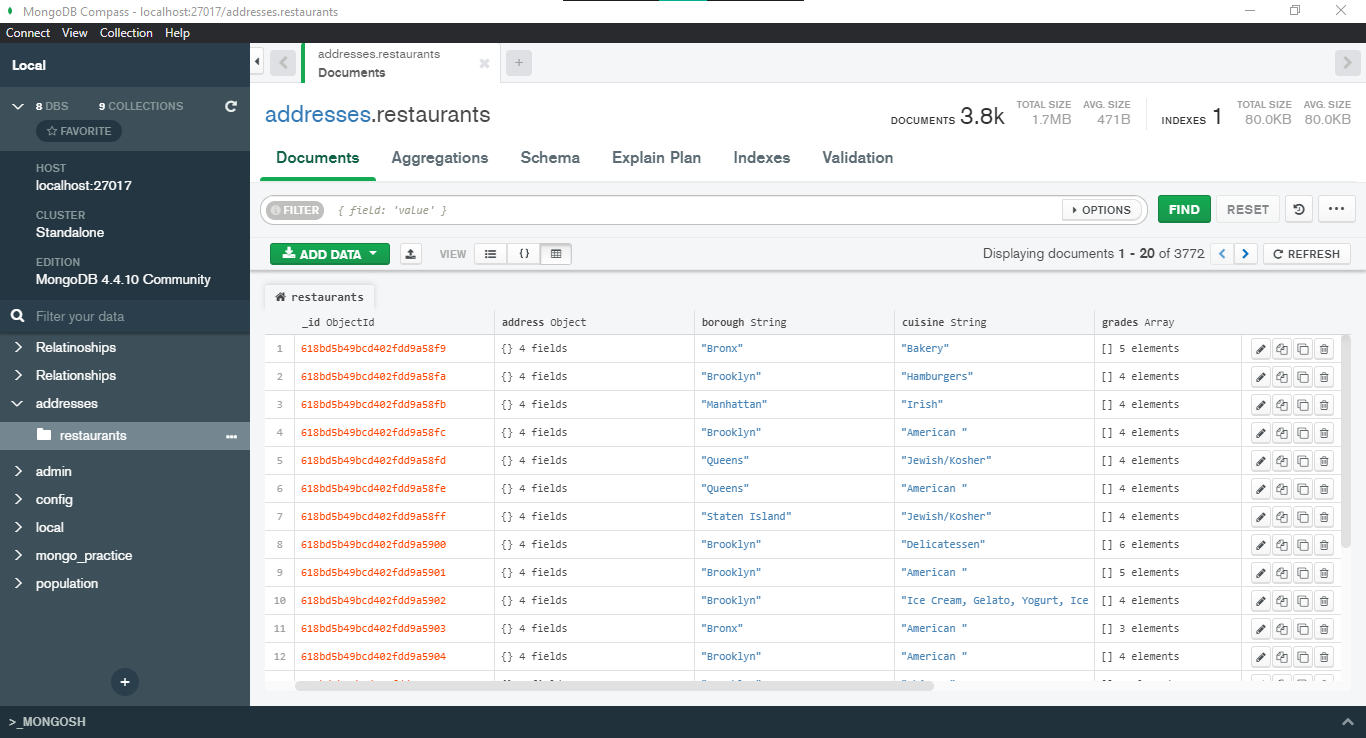 MongoDB Compass - localhost:27017/addresses.restaurants
Connect View Collection Help
Local
8 DBS 9 COLLECTIONS
FAVORITE
HOST
localhost:27017
CLUSTER
Standalone
EDITION
MongoDB 4.4.10 Community
Filter your data
Relatinoships
Relationships
addresses
restaurants
admin
config
local
mongo_practice
population
+
addresses.restaurants
Documents
+
addresses.restaurants
DOCUMENTS 3.8k TOTAL SIZE 1.7MB AVG. SIZE 471B INDEXES 1 TOTAL SIZE 80.0KB AVG. SIZE 80.0KB
Documents Aggregations Schema Explain Plan Indexes Validation
FILTER { field: 'value' } OPTIONS FIND RESET ...
ADD DATA VIEW {} Displaying documents 1 - 20 of 3772 < > REFRESH
restaurants
_id ObjectId address Object borough String cuisine String grades Array
1 618bd5b49bcd402fdd9a58f9 {} 4 fields "Bronx" "Bakery" [] 5 elements
2 618bd5b49bcd402fdd9a58fa {} 4 fields "Brooklyn" "Hamburgers" [] 4 elements
3 618bd5b49bcd402fdd9a58fb {} 4 fields "Manhattan" "Irish" [] 4 elements
4 618bd5b49bcd402fdd9a58fc {} 4 fields "Brooklyn" "American " [] 4 elements
5 618bd5b49bcd402fdd9a58fd {} 4 fields "Queens" "Jewish/Kosher" [] 4 elements
6 618bd5b49bcd402fdd9a58fe {} 4 fields "Queens" "American " [] 4 elements
7 618bd5b49bcd402fdd9a58ff {} 4 fields "Staten Island" "Jewish/Kosher" [] 4 elements
8 618bd5b49bcd402fdd9a5900 {} 4 fields "Brooklyn" "Delicatessen" [] 6 elements
9 618bd5b49bcd402fdd9a5901 {} 4 fields "Brooklyn" "American " [] 5 elements
10 618bd5b49bcd402fdd9a5902 {} 4 fields "Brooklyn" "Ice Cream, Gelato, Yogurt, Ice [] 4 elements
11 618bd5b49bcd402fdd9a5903 {} 4 fields "Bronx" "American " [] 3 elements
12 618bd5b49bcd402fdd9a5904 {} 4 fields "Brooklyn" "American " [] 4 elements
>_MONGOSH